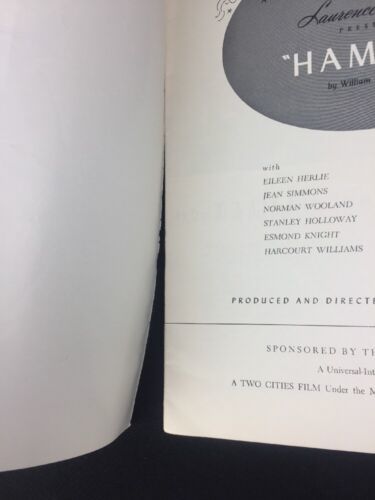 Laurence
PRES
"HAM
by William
with
EILEEN HERLIE
JEAN SIMMONS
NORMAN WOOLAND
STANLEY HOLLOWAY
ESMOND KNIGHT
HARCOURT WILLIAMS
PRODUCED AND DIRECTE
SPONSORED BY TH
A Universal-Int
A TWO CITIES FILM Under the M